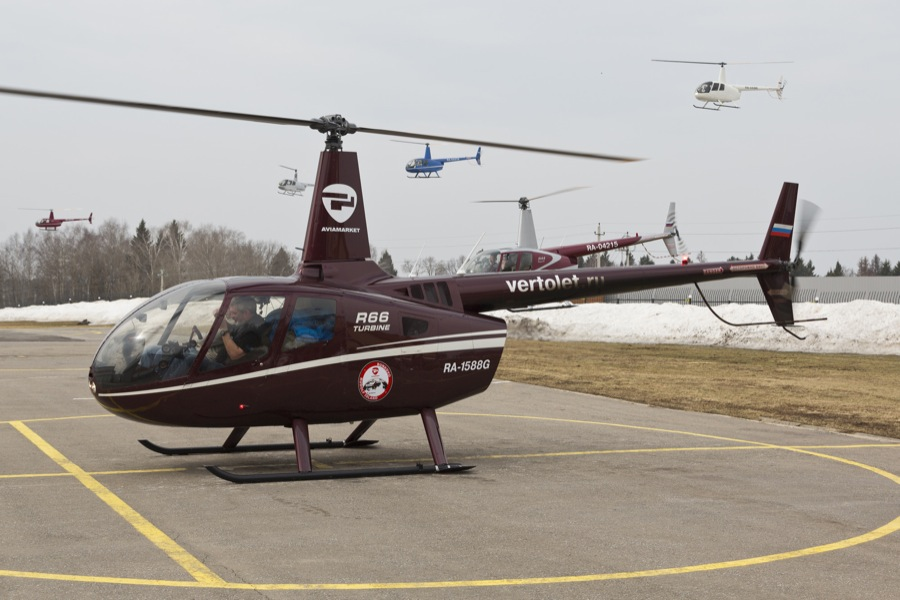 AVIAMARKET
RA-04215
vertolet.ru
R66
TURBINE
RA-1588G